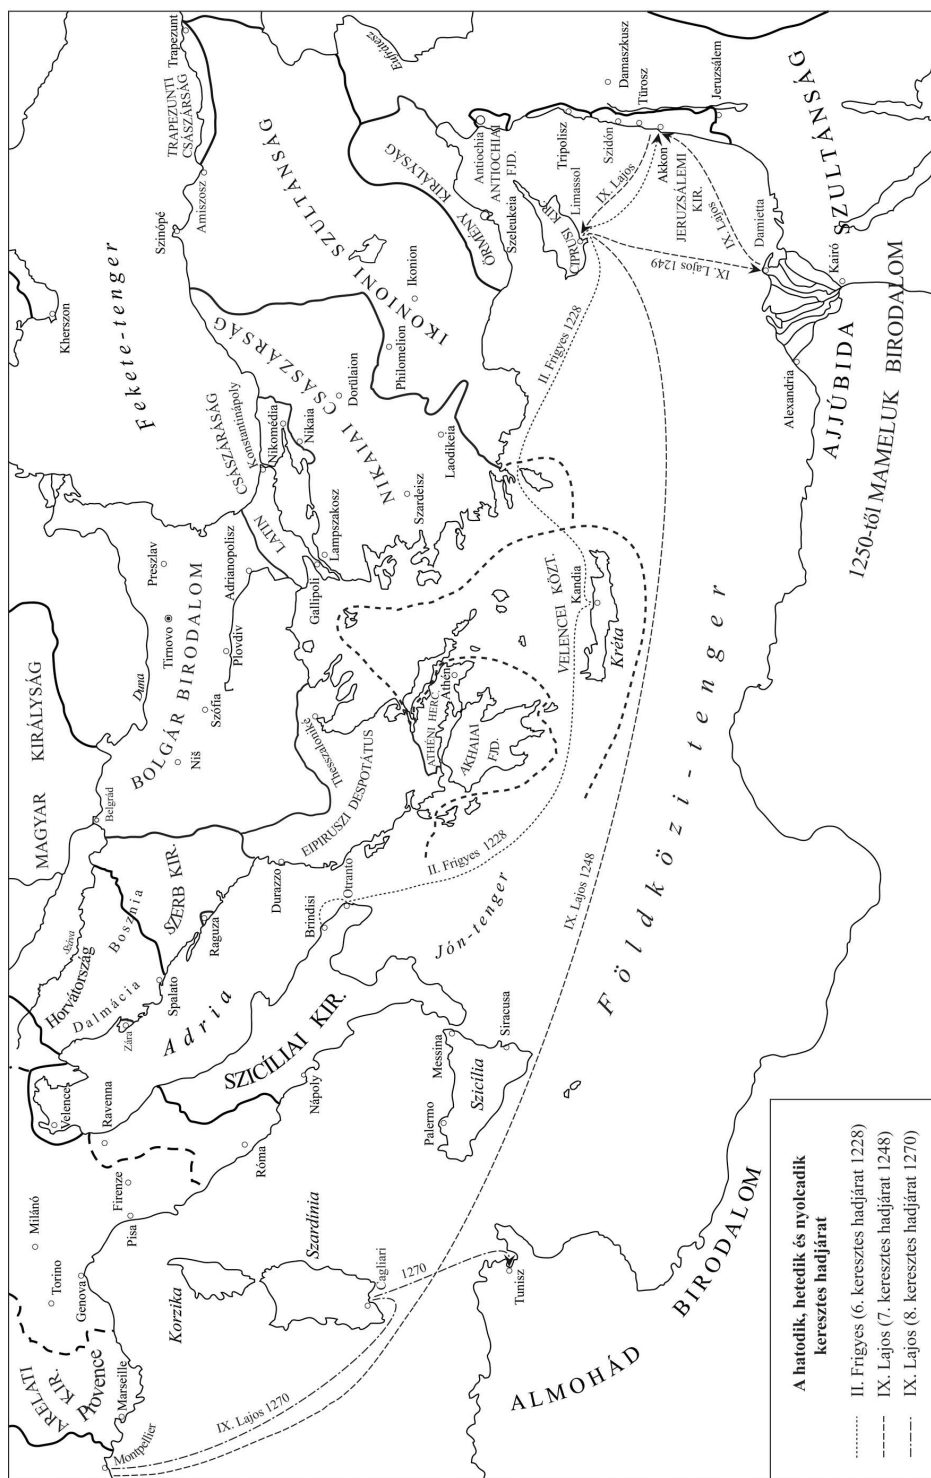 ARELATI
KIR.
Provence
Montpellier
Marseille
Torino
Milánó
Genova
Pisa
Firenze
Ravenna
Velence
Róma
Nápoly
Korzika
Szardínia
Cagliari
IX. Lajos 1270
1270
Tunisz
ALMOHÁD BIRODALOM
Palermo
Messina
Szicília
Siracusa
SZICÍLIAI KIR.
Adria
Horvátország
Száva
Dalmácia
Zára
Spalato
Bosznia
Raguza
SZERB KIR.
MAGYAR KIRÁLYSÁG
Belgrád
Brindisi
Otranto
Durazzo
Jón-tenger
II. Frigyes 1228
IX. Lajos 1248
Földközi-tenger
EIPIRUSZI DESPOTÁTUS
Thesszaloniké
ATHÉNI HERC.
Athén
AKHAIAI
FJD.
BOLGÁR BIRODALOM
Niš
Szófia
Duna
Tirnovo
Preszlav
Plovdiv
Adrianopolisz
Gallipoli
Lampszakosz
LATIN
CSÁSZÁRSÁG
Konstantinápoly
Nikomédia
Nikaia
NIKAIAI CSÁSZÁRSÁG
Szardeisz
Laodikeia
Dorülaion
Philomelion
VELENCEI KÖZT.
Kandia
Kréta
Fekete-tenger
Kherszon
Szinópé
Amiszosz
TRAPEZUNTI
CSÁSZÁRSÁG
Trapezunt
IKONIONI SZULTÁNSÁG
Ikonion
Eufrátesz
ÖRMÉNY KIRÁLYSÁG
Szeleukeia
Antiochia
ANTIOCHIAI
FJD.
CIPRUSI KIR.
Limassol
II. Frigyes 1228
IX. Lajos
Tripolisz
Szidón
Türosz
Damaszkusz
Akkon
Jeruzsálem
JERUZSÁLEMI
KIR.
IX. Lajos
IX. Lajos 1249
Damietta
Kairó
Alexandria
AJJÚBIDA SZULTÁNSÁG
1250-től MAMELUK BIRODALOM
A hatodik, hetedik és nyolcadik
keresztes hadjárat
II. Frigyes (6. keresztes hadjárat 1228)
IX. Lajos (7. keresztes hadjárat 1248)
IX. Lajos (8. keresztes hadjárat 1270)